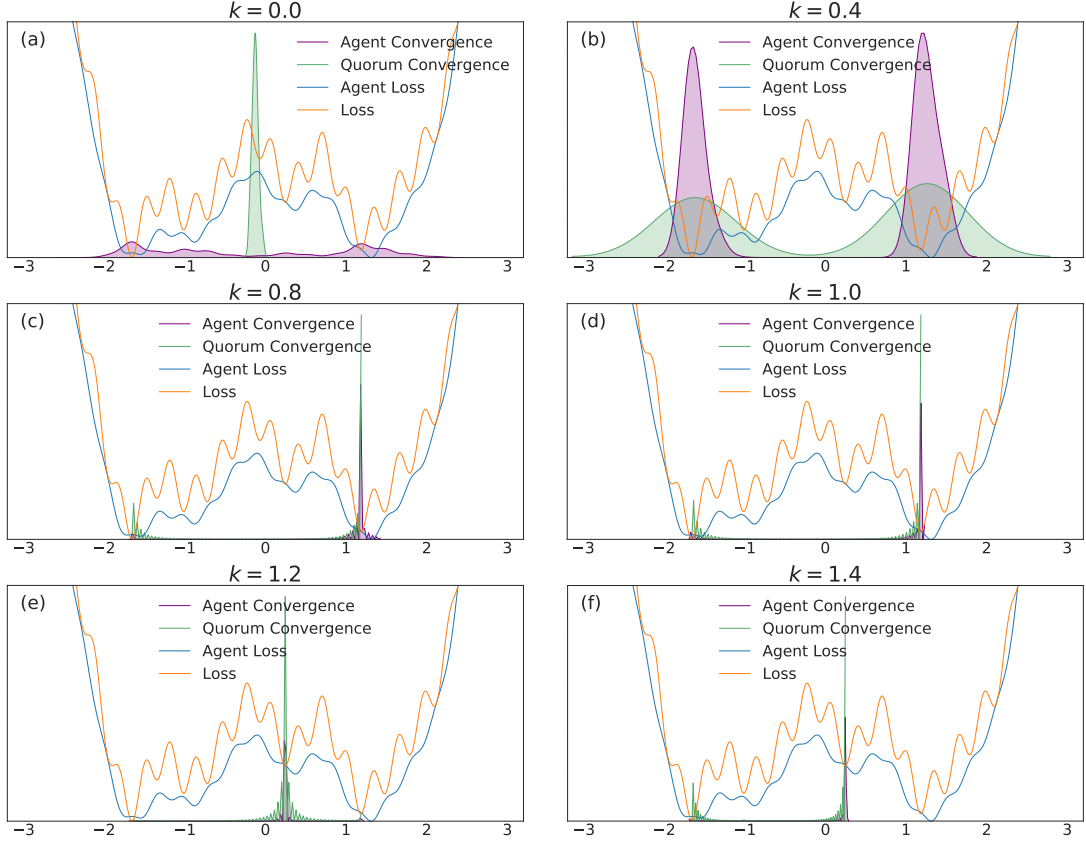 k = 0.0
(a)
Agent Convergence
Quorum Convergence
Agent Loss
Loss
−3 −2 −1 0 1 2 3
k = 0.4
(b)
Agent Convergence
Quorum Convergence
Agent Loss
Loss
−3 −2 −1 0 1 2 3
k = 0.8
(c)
Agent Convergence
Quorum Convergence
Agent Loss
Loss
−3 −2 −1 0 1 2 3
k = 1.0
(d)
Agent Convergence
Quorum Convergence
Agent Loss
Loss
−3 −2 −1 0 1 2 3
k = 1.2
(e)
Agent Convergence
Quorum Convergence
Agent Loss
Loss
−3 −2 −1 0 1 2 3
k = 1.4
(f)
Agent Convergence
Quorum Convergence
Agent Loss
Loss
−3 −2 −1 0 1 2 3